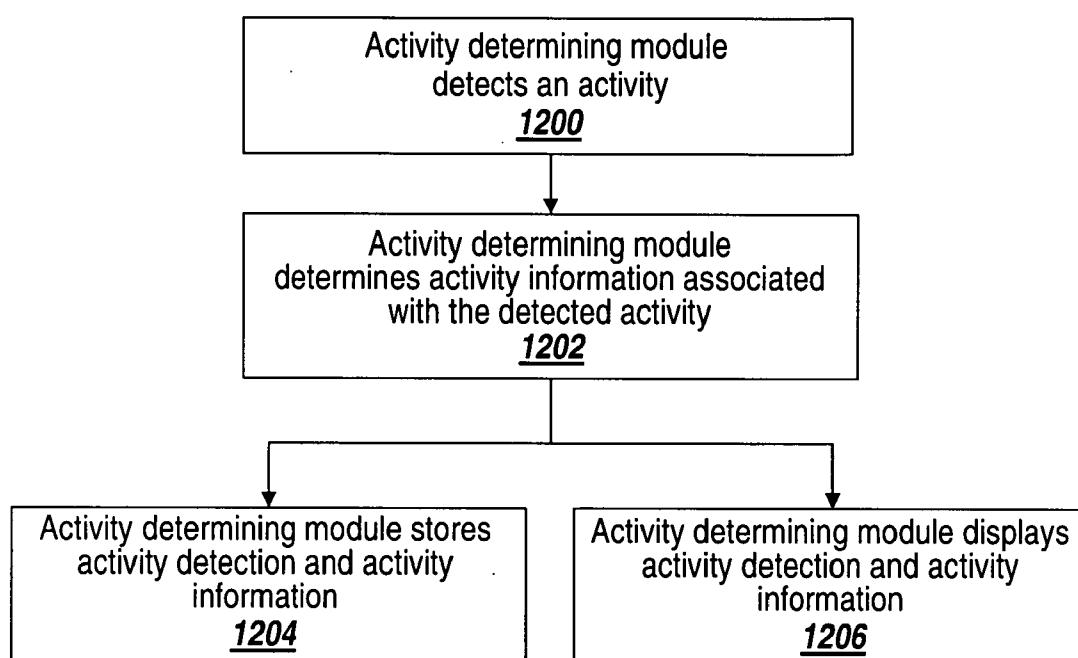 Activity determining module
detects an activity
1200
Activity determining module
determines activity information associated
with the detected activity
1202
Activity determining module stores
activity detection and activity
information
1204
Activity determining module displays
activity detection and activity
information
1206